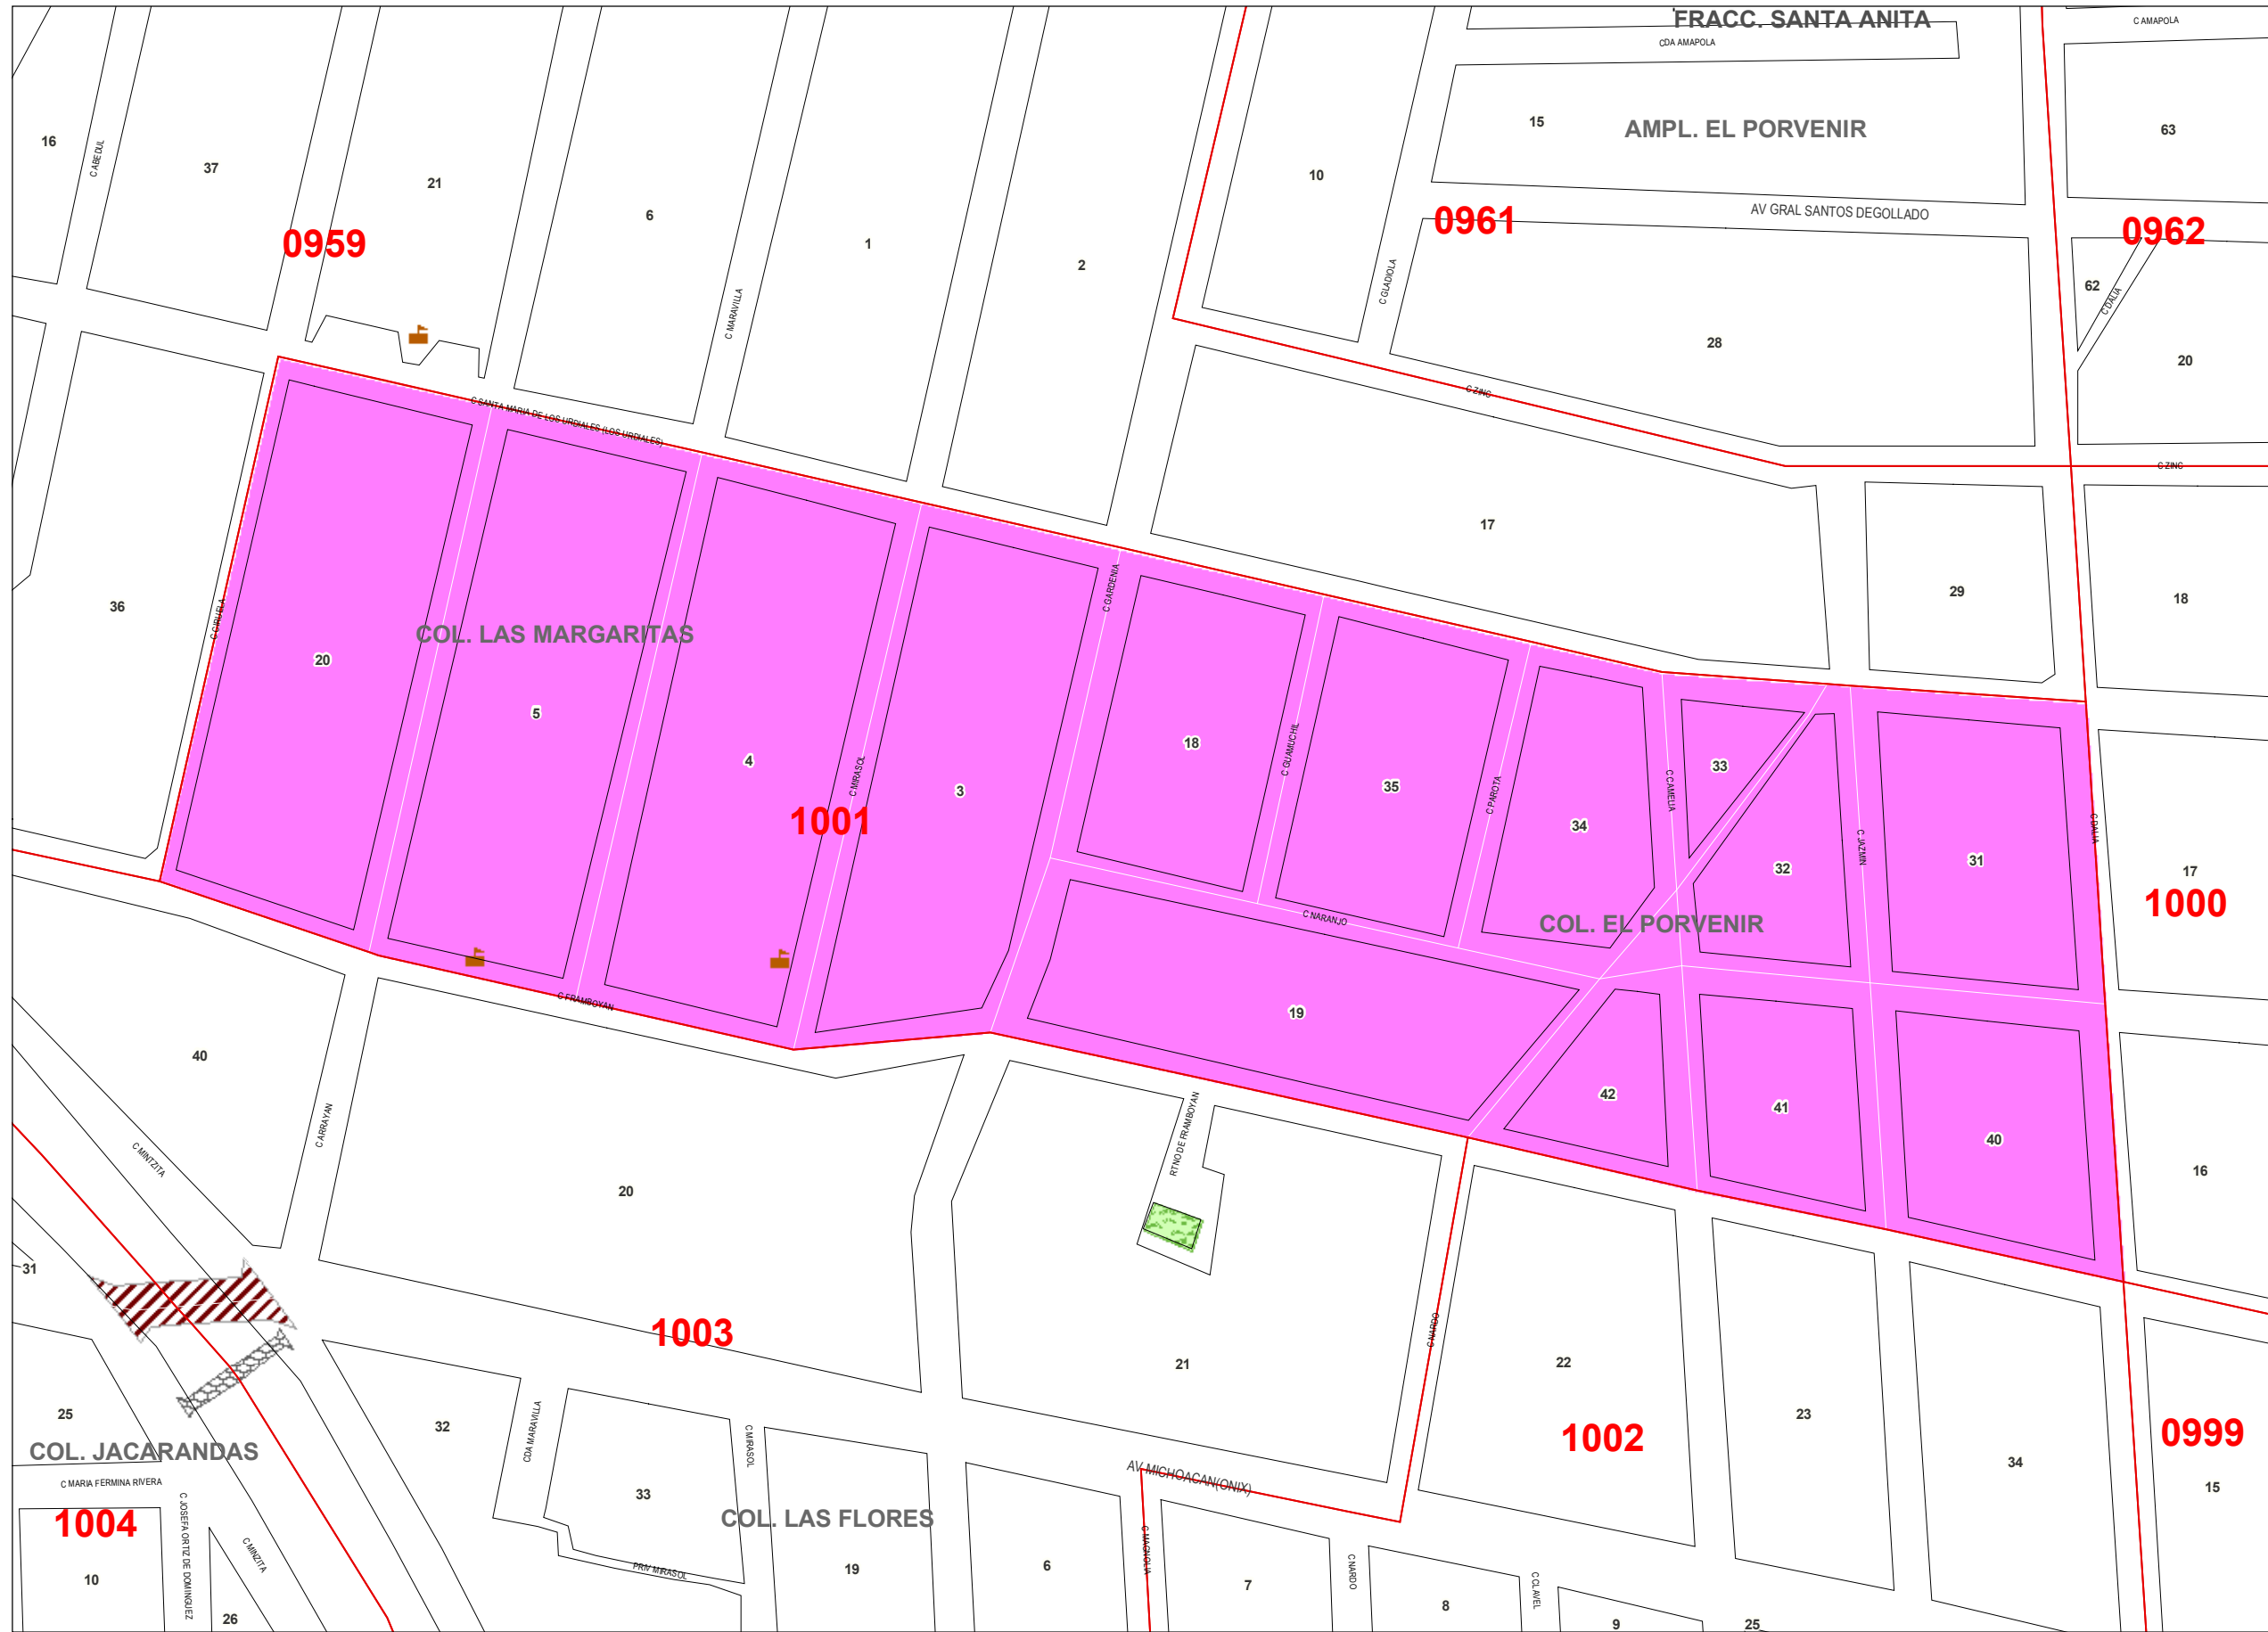 FRACC. SANTA ANITA
C AMAPOLA
CDA AMAPOLA
15
AMPL. EL PORVENIR
63
16
C ABEDUL
37
21
6
10
AV GRAL SANTOS DEGOLLADO
0959
1
2
0961
0962
C MARAVILLA
C GLADIOLA
62
C DALIA
28
20
C ZINC
C SANTA MARIA DE LOS URDIALES (LOS URDIALES)
C ZINC
17
29
18
36
C CIRUELA
COL. LAS MARGARITAS
C GARDENIA
20
5
4
C MIRASOL
3
18
C GUAMUCHIL
35
C PAROTA
34
C CAMELIA
33
32
C JAZMIN
31
C DALIA
17
1001
1000
C NARANJO
COL. EL PORVENIR
C FRAMBOYAN
19
40
42
41
40
16
C MINTZITA
C ARRAYAN
20
RTNO DE FRAMBOYAN
31
1003
21
C NARDO
22
23
34
1002
0999
15
25
COL. JACARANDAS
32
CDA MARAVILLA
C MIRASOL
C MARIA FERMINA RIVERA
AV MICHOACAN(ONIX)
33
COL. LAS FLORES
1004
10
C JOSEFA ORTIZ DE DOMINGUEZ
C MINZITA
26
PRIV MIRASOL
19
6
C MAGNOLIA
7
C NARDO
8
C CLAVEL
9
25